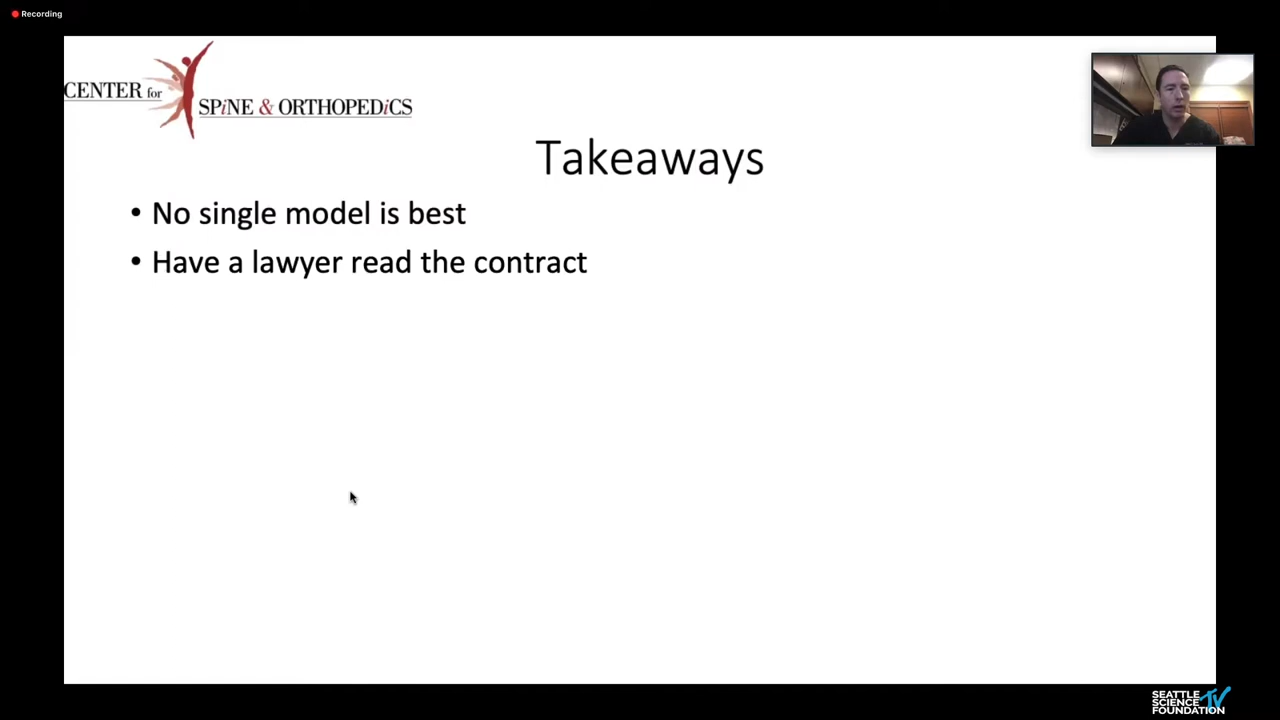 Recording
CENTER for
SPiNE & ORTHOPEDiCS
Takeaways
• No single model is best
• Have a lawyer read the contract
SEATTLE
SCIENCE TV
FOUNDATION